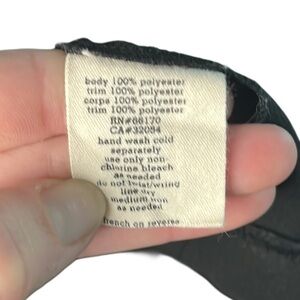 body 100% polyester
trim 100% polyester
corps 100% polyester
trim 100% polyester
RN#66170
CA#32054
hand wash cold
separately
use only non-
chlorine bleach
as needed
do not twist/wring
line dry
medium iron
as needed
french on reverse